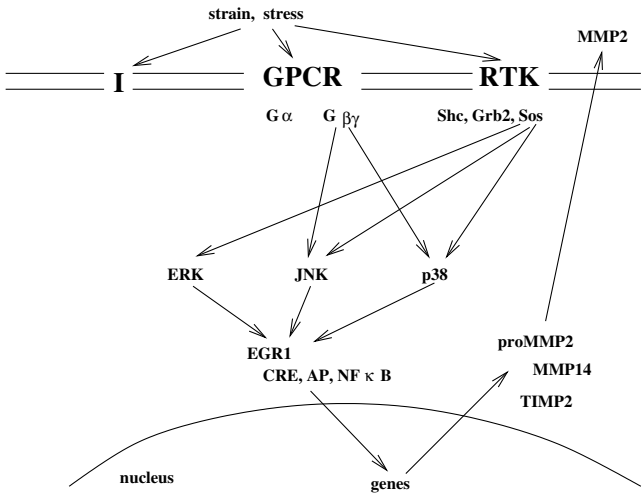 strain, stress
MMP2
I
GPCR
RTK
G α
G βγ
Shc, Grb2, Sos
ERK
JNK
p38
EGR1
CRE, AP, NF κ B
proMMP2
MMP14
TIMP2
nucleus
genes